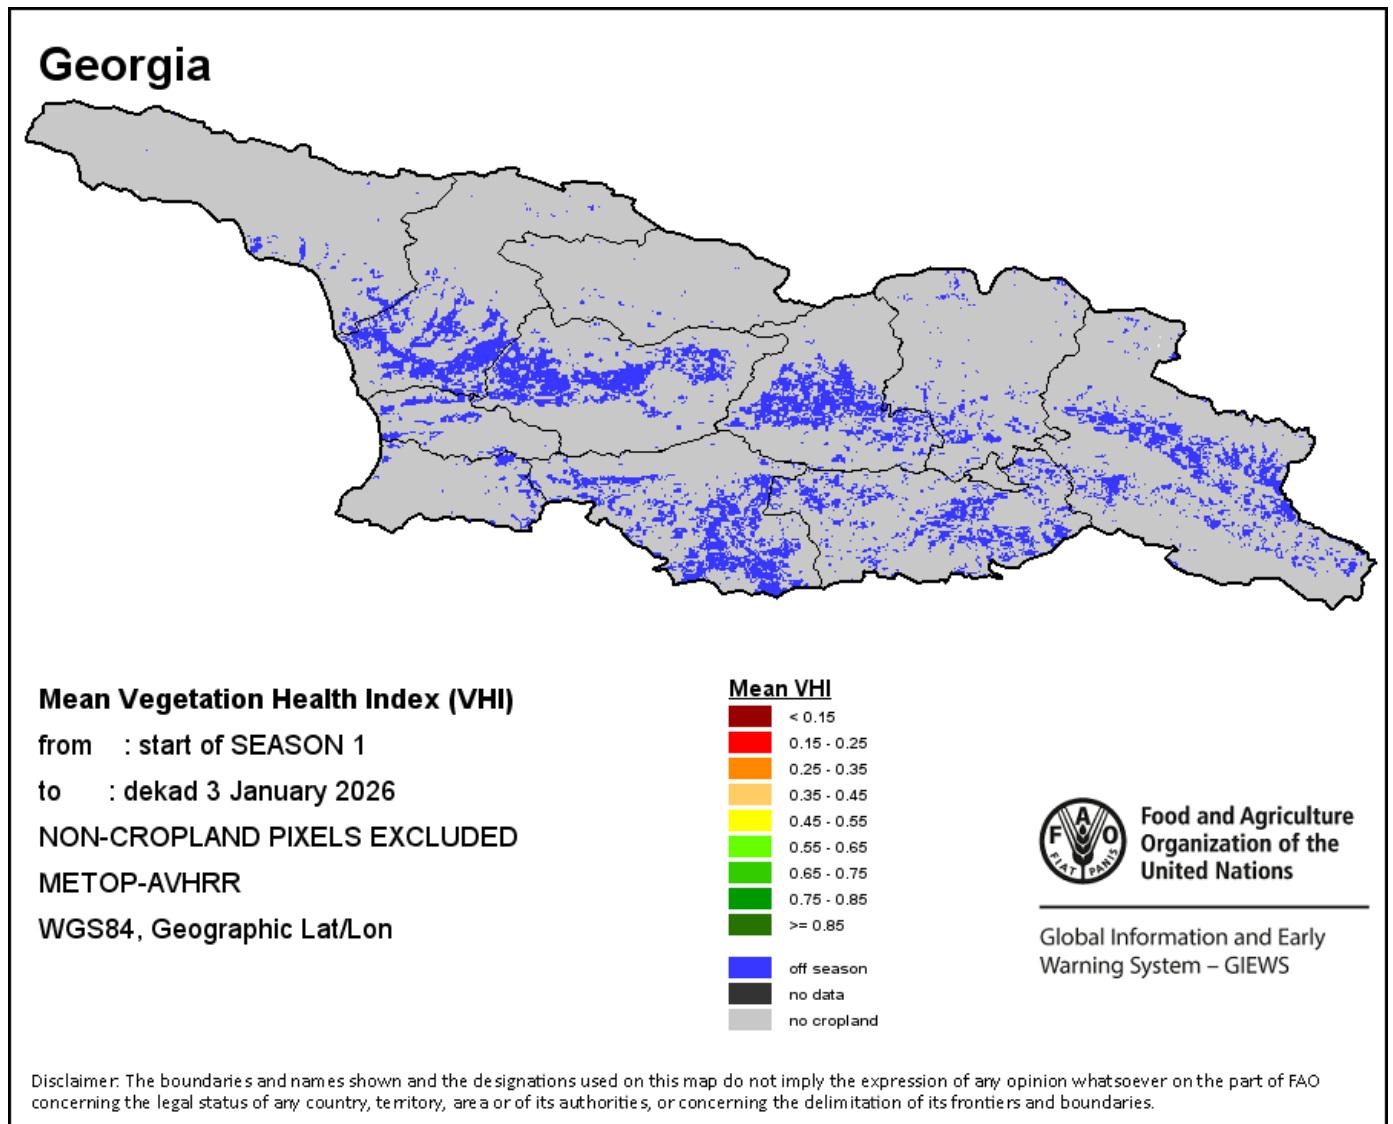 Georgia
Mean Vegetation Health Index (VHI)
from : start of SEASON 1
to : dekad 3 January 2026
NON-CROPLAND PIXELS EXCLUDED
METOP-AVHRR
WGS84, Geographic Lat/Lon
Mean VHI
< 0.15
0.15 - 0.25
0.25 - 0.35
0.35 - 0.45
0.45 - 0.55
0.55 - 0.65
0.65 - 0.75
0.75 - 0.85
>= 0.85
off season
no data
no cropland
F A O
FIAT PANIS
Food and Agriculture
Organization of the
United Nations
Global Information and Early
Warning System – GIEWS
Disclaimer: The boundaries and names shown and the designations used on this map do not imply the expression of any opinion whatsoever on the part of FAO
concerning the legal status of any country, territory, area or of its authorities, or concerning the delimitation of its frontiers and boundaries.